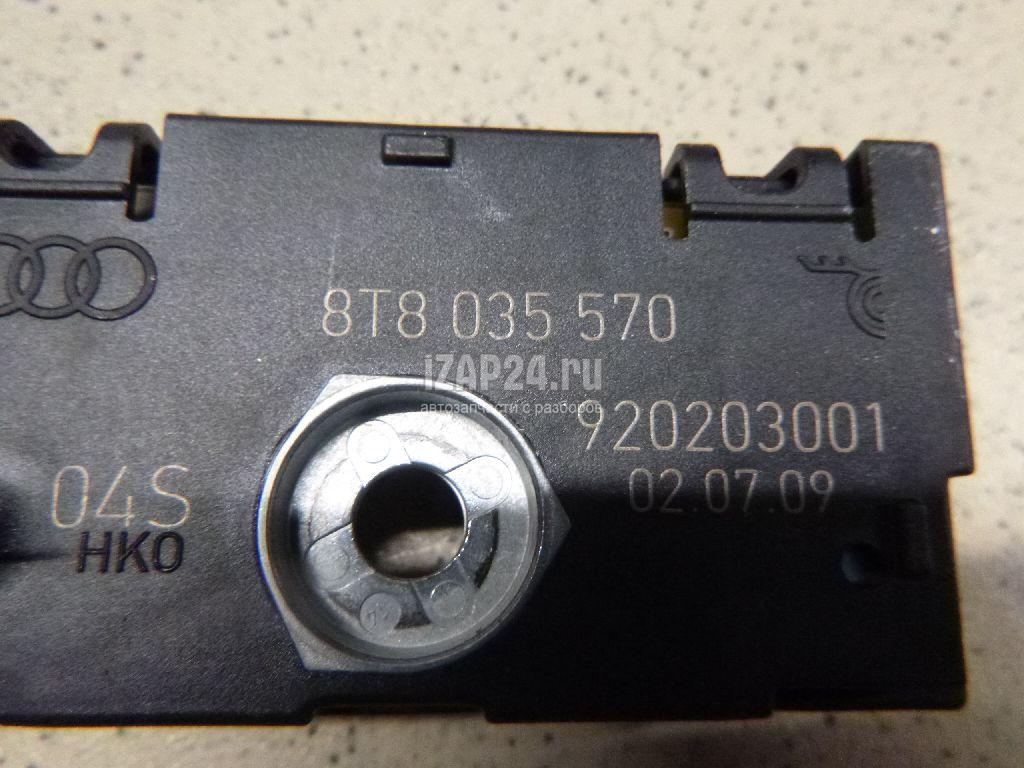 8T8 035 570
iZAP24.ru
автозапчасти с разборов
920203001
02.07.09
04S
HKO